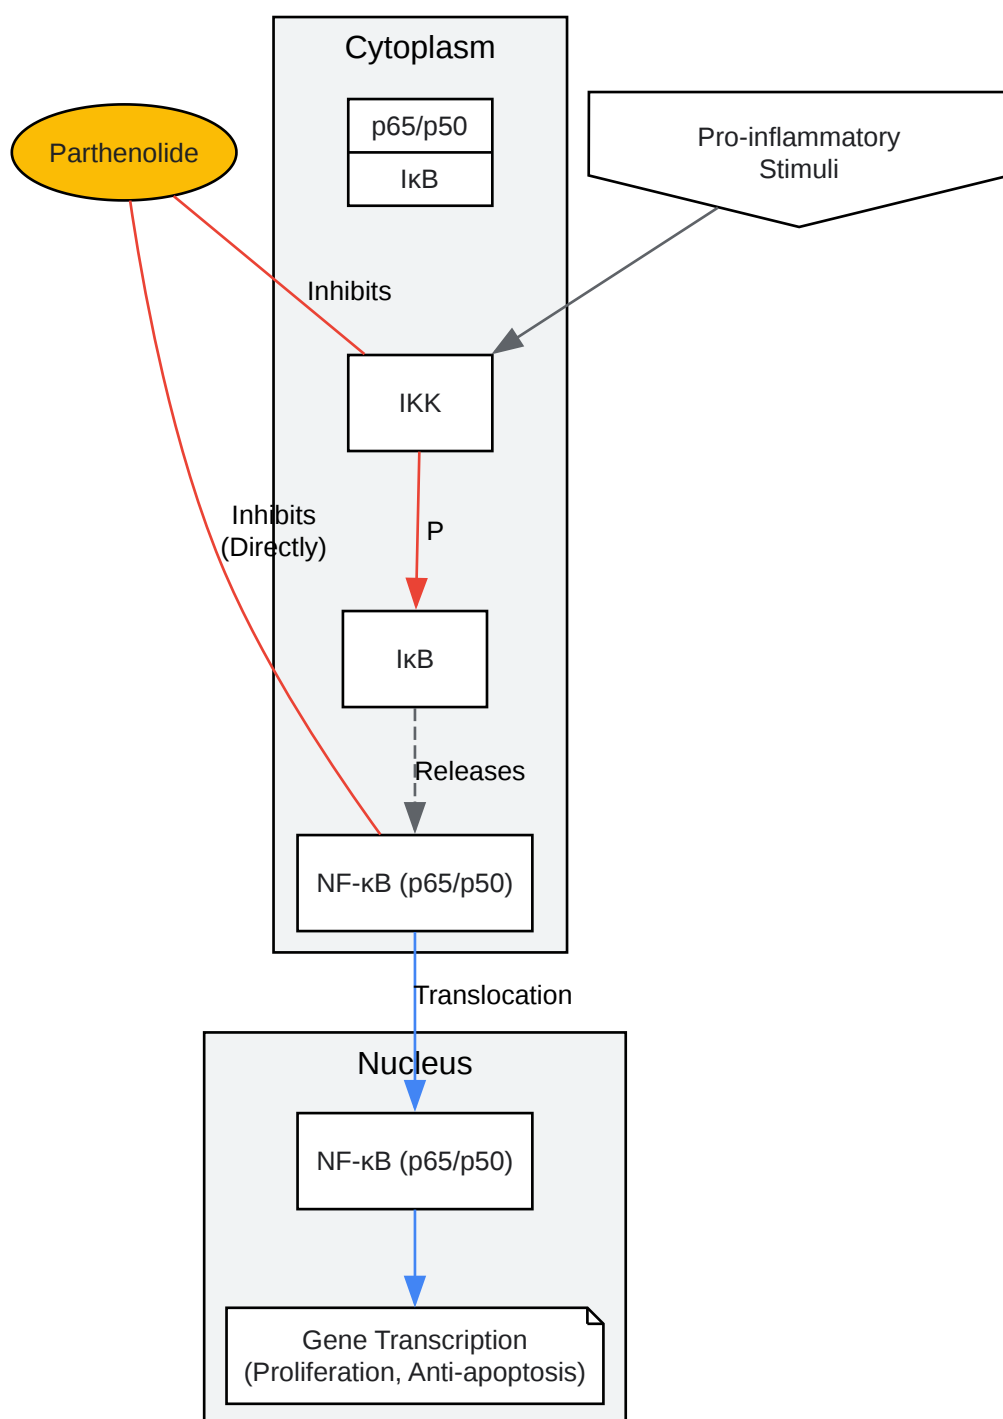 Cytoplasm
p65/p50
IκB
Parthenolide
Pro-inflammatory
Stimuli
Inhibits
IKK
Inhibits
(Directly)
P
IκB
Releases
NF-κB (p65/p50)
Translocation
Nucleus
NF-κB (p65/p50)
Gene Transcription
(Proliferation, Anti-apoptosis)